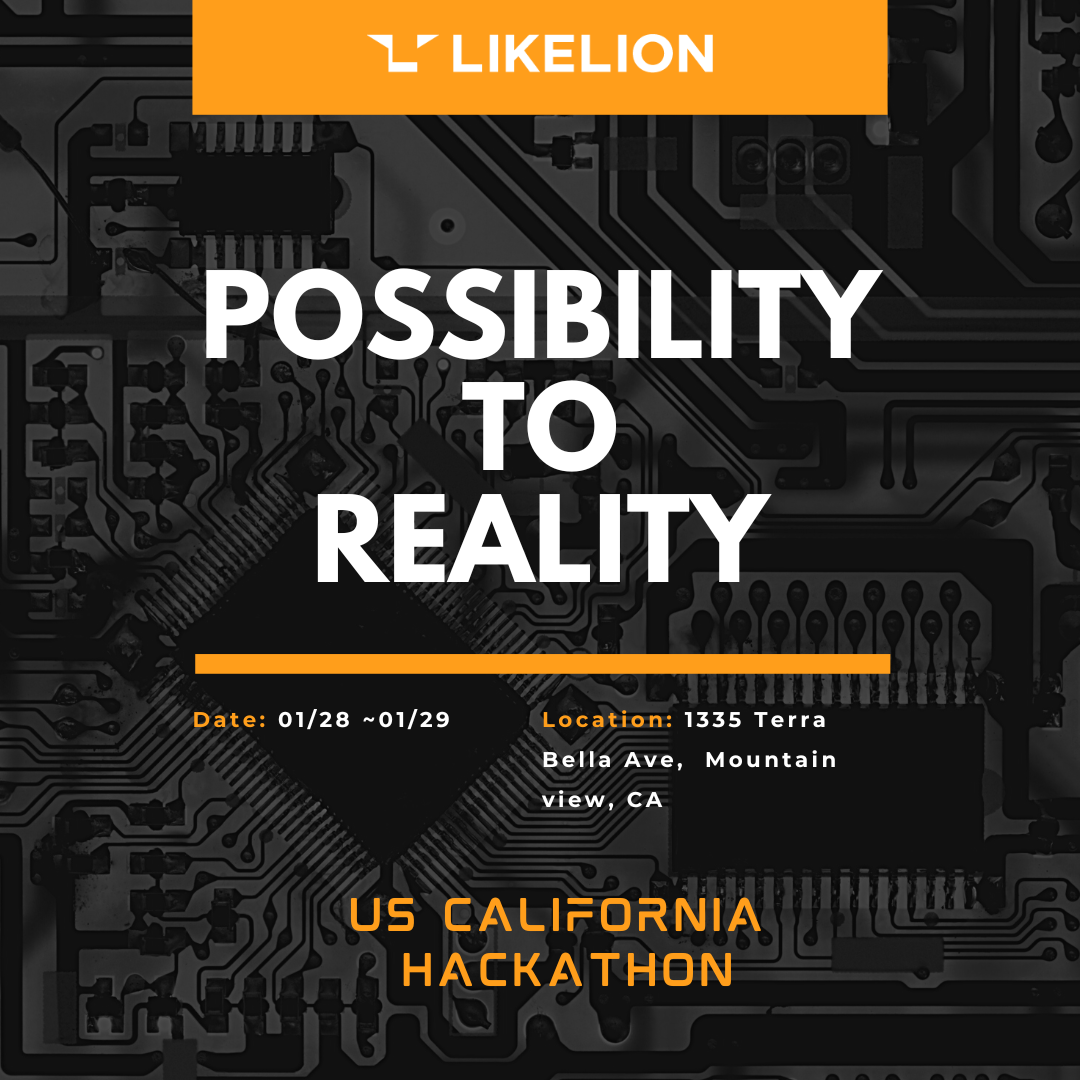 LIKELION
POSSIBILITY
TO
REALITY
Date: 01/28 ~01/29
Location: 1335 Terra
Bella Ave, Mountain
view, CA
US CALIFORNIA
HACKATHON